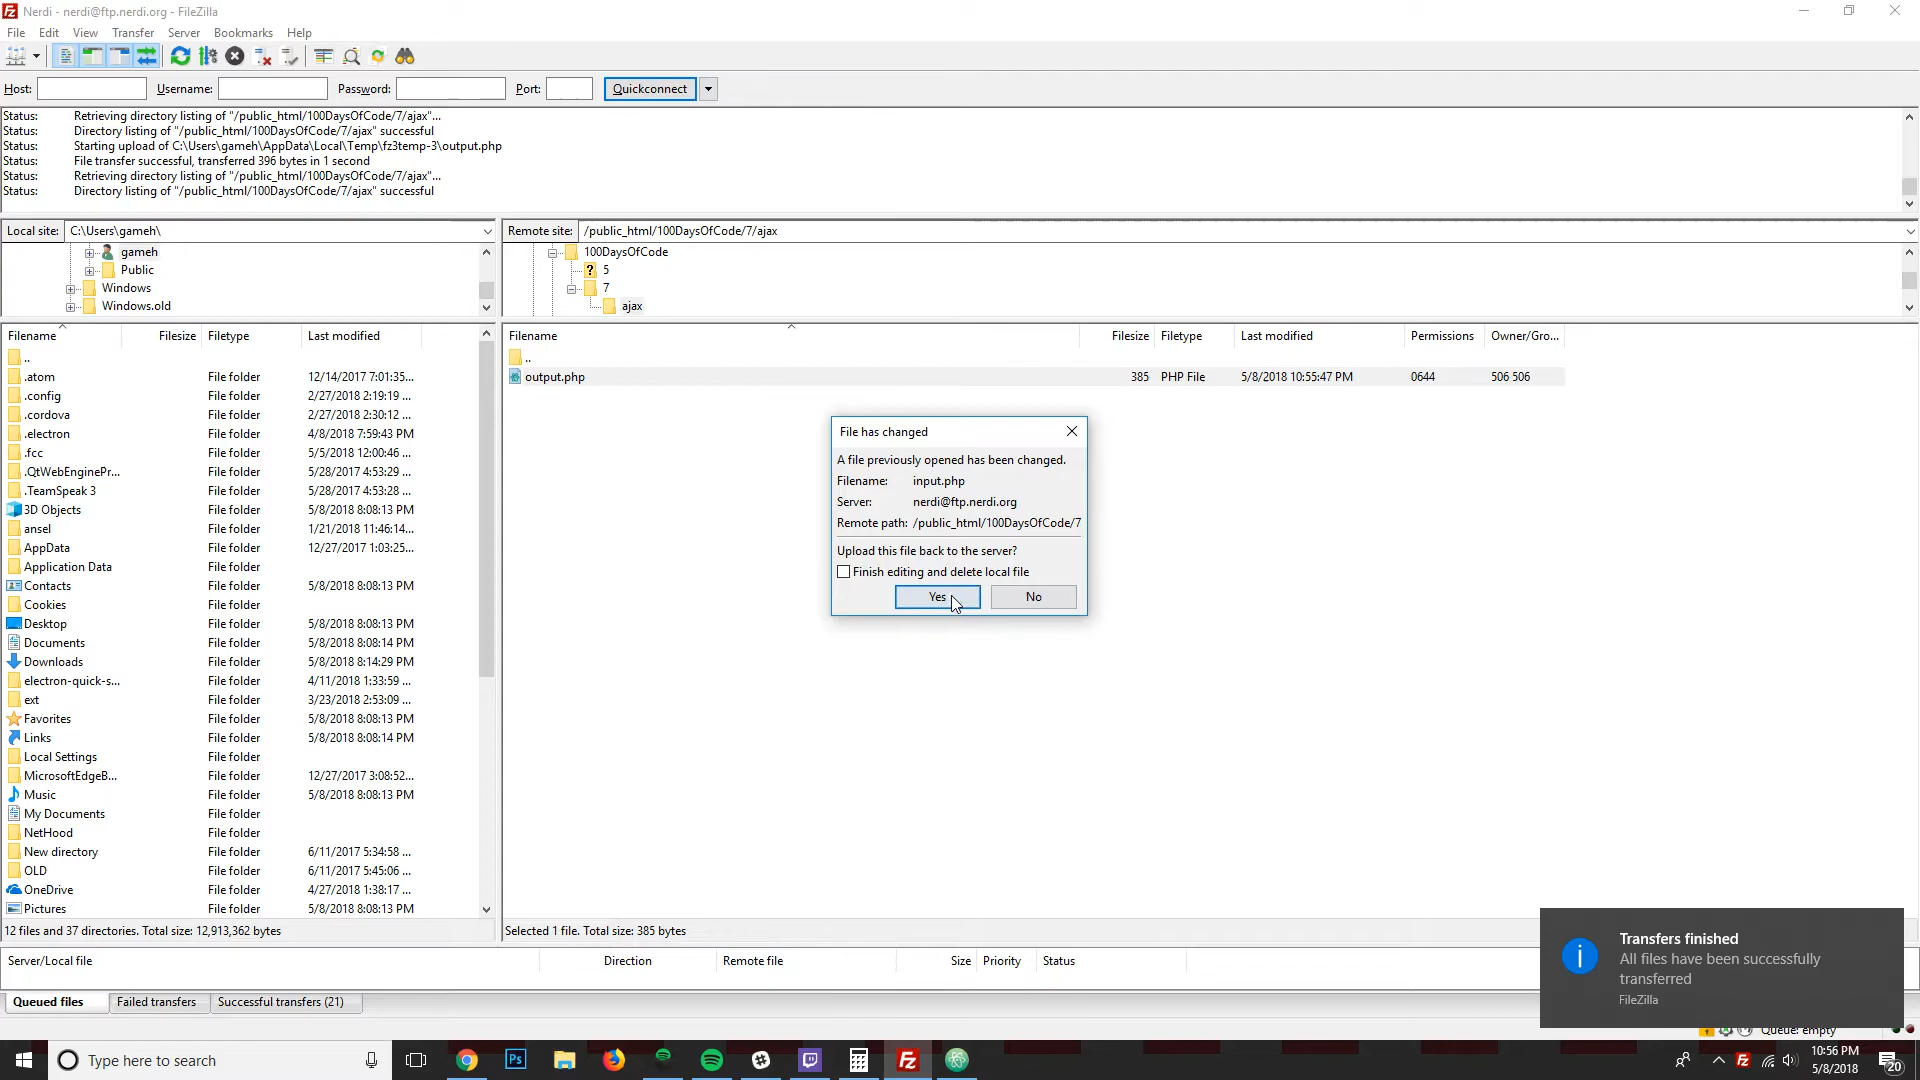 Nerdi - nerdi@ftp.nerdi.org - FileZilla
File Edit View Transfer Server Bookmarks Help
Host: Username: Password: Port: Quickconnect
Status: Retrieving directory listing of "/public_html/100DaysOfCode/7/ajax"...
Status: Directory listing of "/public_html/100DaysOfCode/7/ajax" successful
Status: Starting upload of C:\Users\gameh\AppData\Local\Temp\fz3temp-3\output.php
Status: File transfer successful, transferred 396 bytes in 1 second
Status: Retrieving directory listing of "/public_html/100DaysOfCode/7/ajax"...
Status: Directory listing of "/public_html/100DaysOfCode/7/ajax" successful
Local site: C:\Users\gameh\
gameh
Public
Windows
Windows.old
Remote site: /public_html/100DaysOfCode/7/ajax
100DaysOfCode
? 5
7
ajax
Filename Filesize Filetype Last modified
..
.atom File folder 12/14/2017 7:01:35...
.config File folder 2/27/2018 2:19:19 ...
.cordova File folder 2/27/2018 2:30:12 ...
.electron File folder 4/8/2018 7:59:43 PM
.fcc File folder 5/5/2018 12:00:46 ...
.QtWebEnginePr... File folder 5/28/2017 4:53:29 ...
.TeamSpeak 3 File folder 5/28/2017 4:53:28 ...
3D Objects File folder 5/8/2018 8:08:13 PM
ansel File folder 1/21/2018 11:46:14...
AppData File folder 12/27/2017 1:03:25...
Application Data File folder
Contacts File folder 5/8/2018 8:08:13 PM
Cookies File folder
Desktop File folder 5/8/2018 8:08:13 PM
Documents File folder 5/8/2018 8:08:14 PM
Downloads File folder 5/8/2018 8:14:29 PM
electron-quick-s... File folder 4/11/2018 1:33:59 ...
ext File folder 3/23/2018 2:53:09 ...
Favorites File folder 5/8/2018 8:08:13 PM
Links File folder 5/8/2018 8:08:14 PM
Local Settings File folder
MicrosoftEdgeB... File folder 12/27/2017 3:08:52...
Music File folder 5/8/2018 8:08:13 PM
My Documents File folder
NetHood File folder
New directory File folder 6/11/2017 5:34:58 ...
OLD File folder 6/11/2017 5:45:06 ...
OneDrive File folder 4/27/2018 1:38:17 ...
Pictures File folder 5/8/2018 8:08:13 PM
12 files and 37 directories. Total size: 12,913,362 bytes
Filename Filesize Filetype Last modified Permissions Owner/Gro...
..
output.php 385 PHP File 5/8/2018 10:55:47 PM 0644 506 506
Selected 1 file. Total size: 385 bytes
File has changed
A file previously opened has been changed.
Filename: input.php
Server: nerdi@ftp.nerdi.org
Remote path: /public_html/100DaysOfCode/7
Upload this file back to the server?
Finish editing and delete local file
Yes No
Server/Local file Direction Remote file Size Priority Status
Queued files Failed transfers Successful transfers (21)
Transfers finished
All files have been successfully
transferred
FileZilla
Queue: empty
Type here to search
10:56 PM
5/8/2018
20